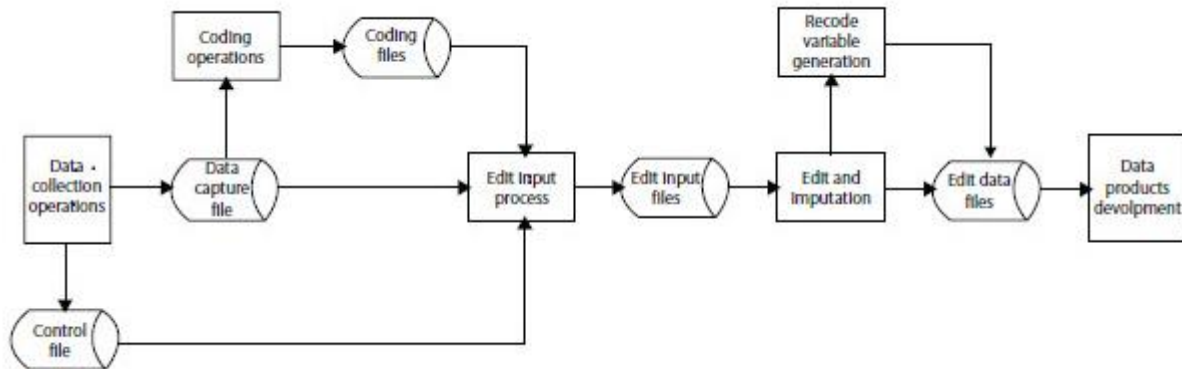 Coding
operations
Coding
files
Recode
variable
generation
Data
collection
operations
Data
capture
file
Edit input
process
Edit input
files
Edit and
imputation
Edit data
files
Data
products
devolpment
Control
file